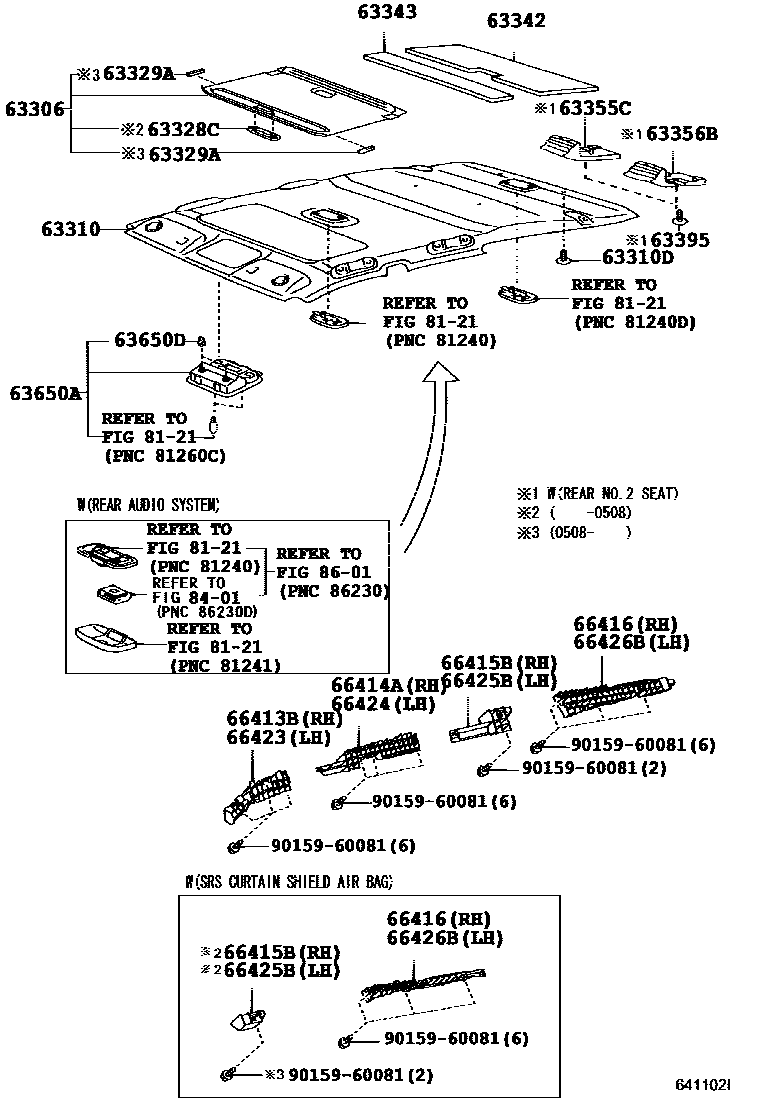 63343
63342
※3 63329A
63306
※2 63328C
※3 63329A
※1 63355C
※1 63356B
63310
※1 63395
63310D
REFER TO
FIG 81-21
(PNC 81240)
REFER TO
FIG 81-21
(PNC 81240D)
63650D
63650A
REFER TO
FIG 81-21
(PNC 81260C)
※1 W(REAR NO.2 SEAT)
※2 (     -0508)
※3 (0508-     )
W(REAR AUDIO SYSTEM)
REFER TO
FIG 81-21
(PNC 81240)
REFER TO
FIG 86-01
(PNC 86230)
REFER TO
FIG 84-01
(PNC 86230D)
REFER TO
FIG 81-21
(PNC 81241)
66416(RH)
66426B(LH)
66415B(RH)
66425B(LH)
66414A(RH)
66424(LH)
66413B(RH)
66423(LH)
90159-60081(6)
90159-60081(2)
90159-60081(6)
90159-60081(6)
W(SRS CURTAIN SHIELD AIR BAG)
66416(RH)
66426B(LH)
※2 66415B(RH)
※2 66425B(LH)
90159-60081(6)
※3 90159-60081(2)
641102I